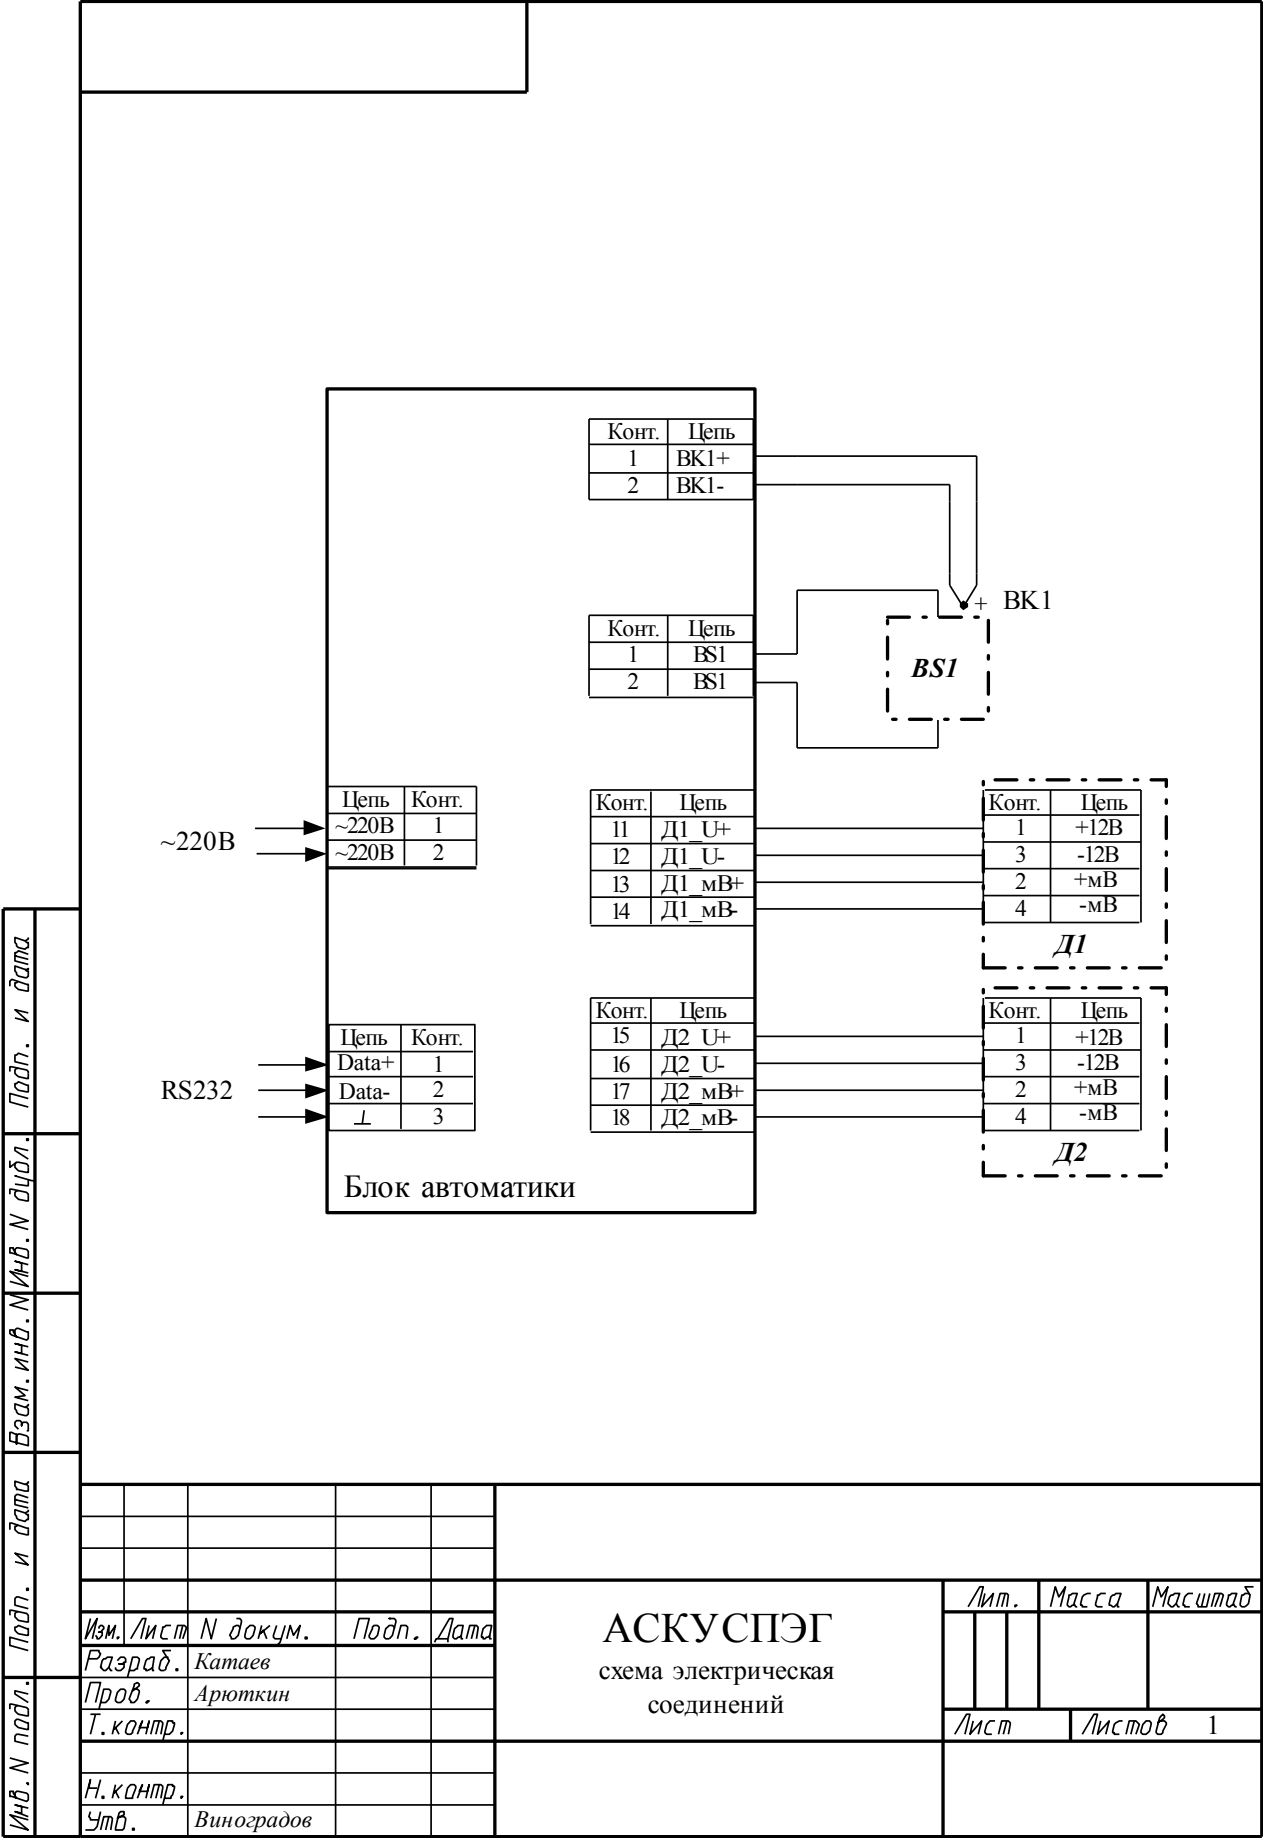 Конт. Цепь
1 ВК1+
2 ВК1-
+ ВК1
Конт. Цепь
1 BS1
2 BS1
BS1
Цепь Конт.
~220В 1
~220В 2
~220В
Конт. Цепь
11 Д1_U+
12 Д1_U-
13 Д1_мВ+
14 Д1_мВ-
Конт. Цепь
1 +12В
3 -12В
2 +мВ
4 -мВ
Д1
Цепь Конт.
Data+ 1
Data- 2
⊥ 3
RS232
Конт. Цепь
15 Д2_U+
16 Д2_U-
17 Д2_мВ+
18 Д2_мВ-
Конт. Цепь
1 +12В
3 -12В
2 +мВ
4 -мВ
Д2
Блок автоматики
Подп. и дата
Инв. N дубл.
Взам. инв. N
Подп. и дата
Инв. N подл.
Изм. Лист N докум. Подп. Дата
Разраб. Катаев
Пров. Арюткин
Т.контр.
Н.контр.
Утв. Виноградов
АСКУСПЭГ
схема электрическая
соединений
Лит. Масса Масштаб
Лист Листов 1